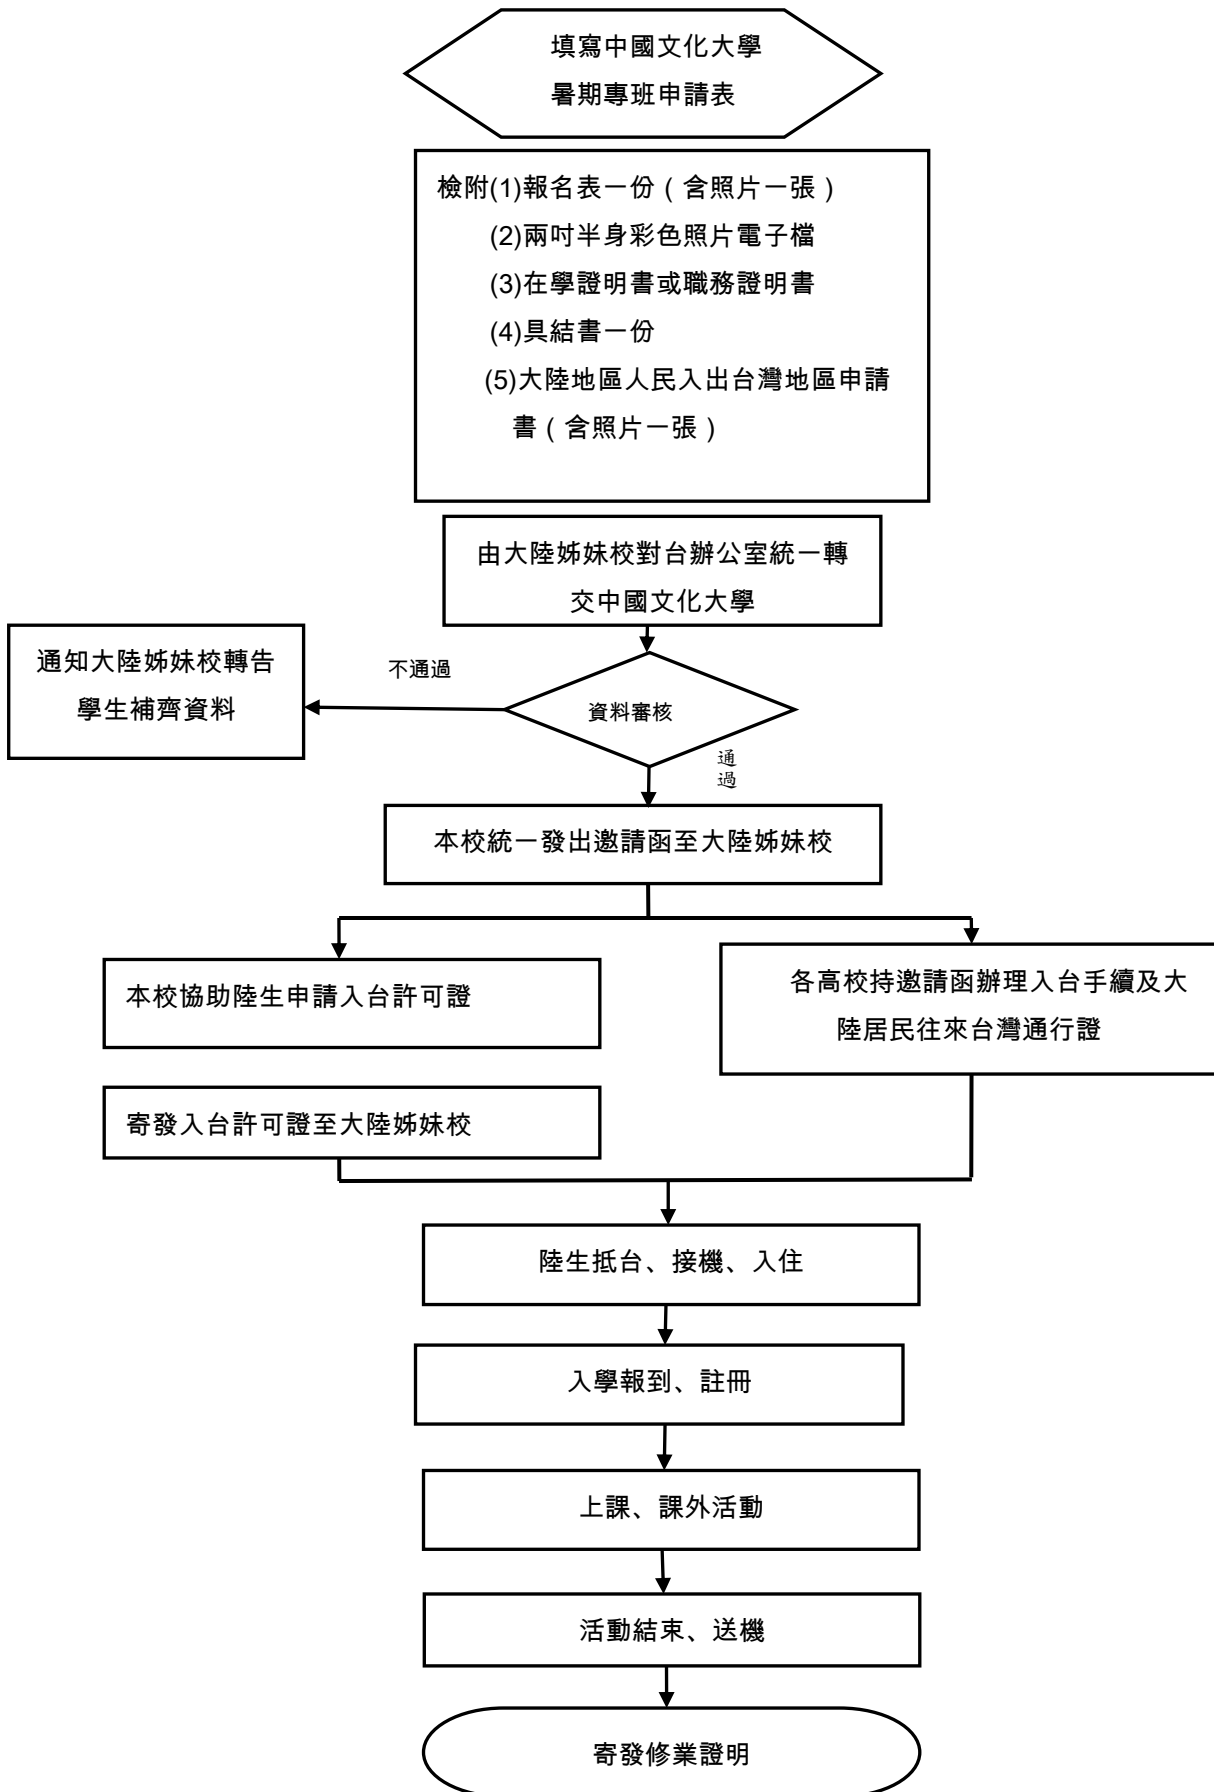 填寫中國文化大學
暑期專班申請表
檢附(1)報名表一份（含照片一張）
(2)兩吋半身彩色照片電子檔
(3)在學證明書或職務證明書
(4)具結書一份
(5)大陸地區人民入出台灣地區申請
書（含照片一張）
由大陸姊妹校對台辦公室統一轉
交中國文化大學
通知大陸姊妹校轉告
學生補齊資料
不通過
資料審核
通
過
本校統一發出邀請函至大陸姊妹校
本校協助陸生申請入台許可證
各高校持邀請函辦理入台手續及大
陸居民往來台灣通行證
寄發入台許可證至大陸姊妹校
陸生抵台、接機、入住
入學報到、註冊
上課、課外活動
活動結束、送機
寄發修業證明